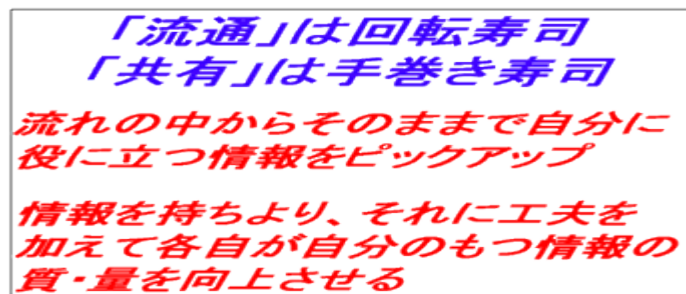 「流通」は回転寿司
「共有」は手巻き寿司
流れの中からそのままで自分に
役に立つ情報をピックアップ
情報を持ちより、それに工夫を
加えて各自が自分のもつ情報の
質・量を向上させる